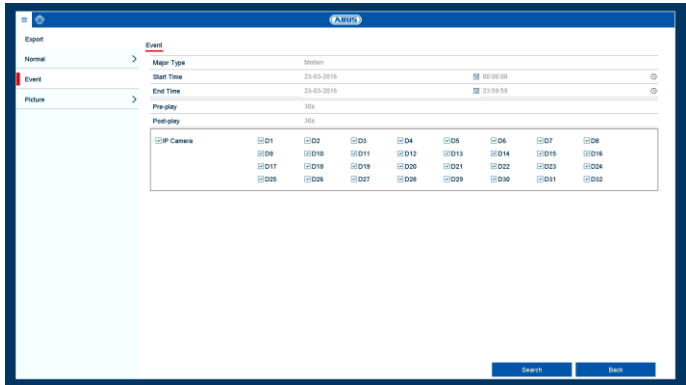 ABUS
Export
Normal
Event
Picture
Event
Major Type Motion
Start Time 23-03-2016 00:00:00
End Time 23-03-2016 23:59:59
Pre-play 30s
Post-play 30s
IP Camera D1 D2 D3 D4 D5 D6 D7 D8
D9 D10 D11 D12 D13 D14 D15 D16
D17 D18 D19 D20 D21 D22 D23 D24
D25 D26 D27 D28 D29 D30 D31 D32
Search Back